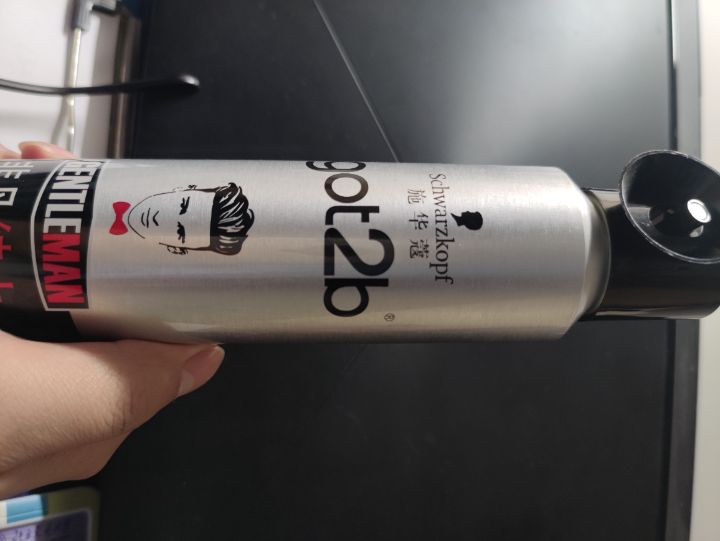 Schwarzkopf
施华蔻
got2b®
GENTLEMAN